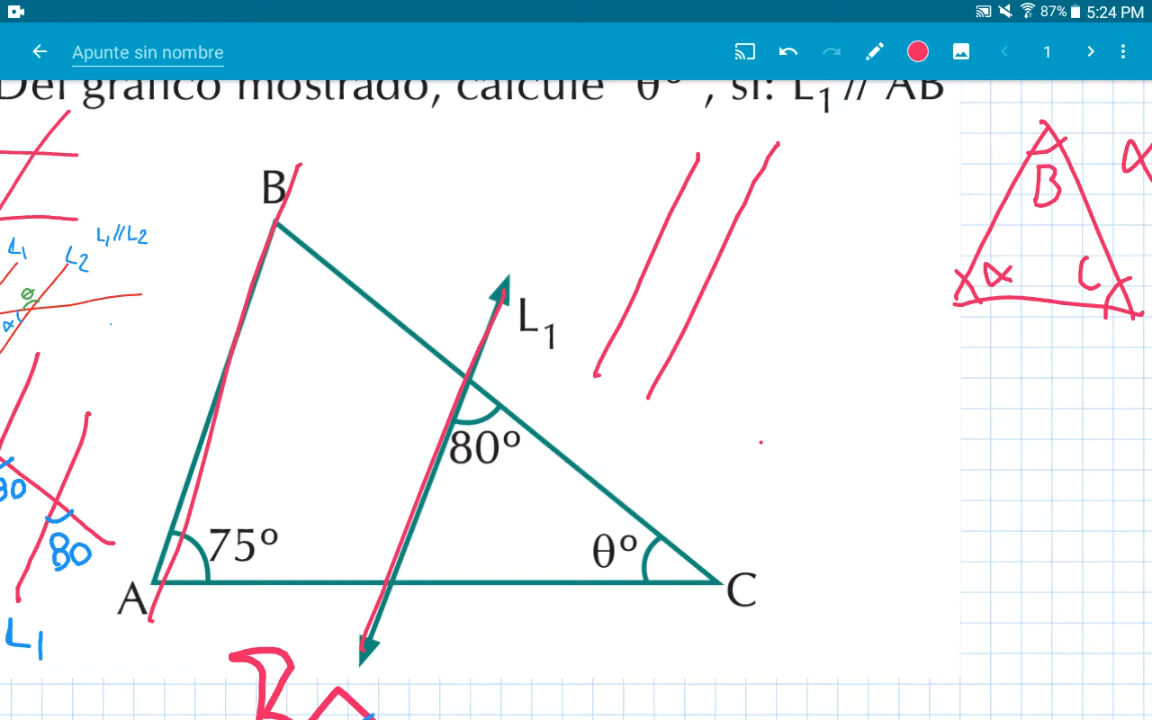 87% 5:24 PM
Apunte sin nombre
1
Del gráfico mostrado, calcule θ° , si: L1 // AB
B
L1
80°
75°
θ°
A
C
L1
L2
L1//L2
θ
α
80
80
L1
B
α
C
α